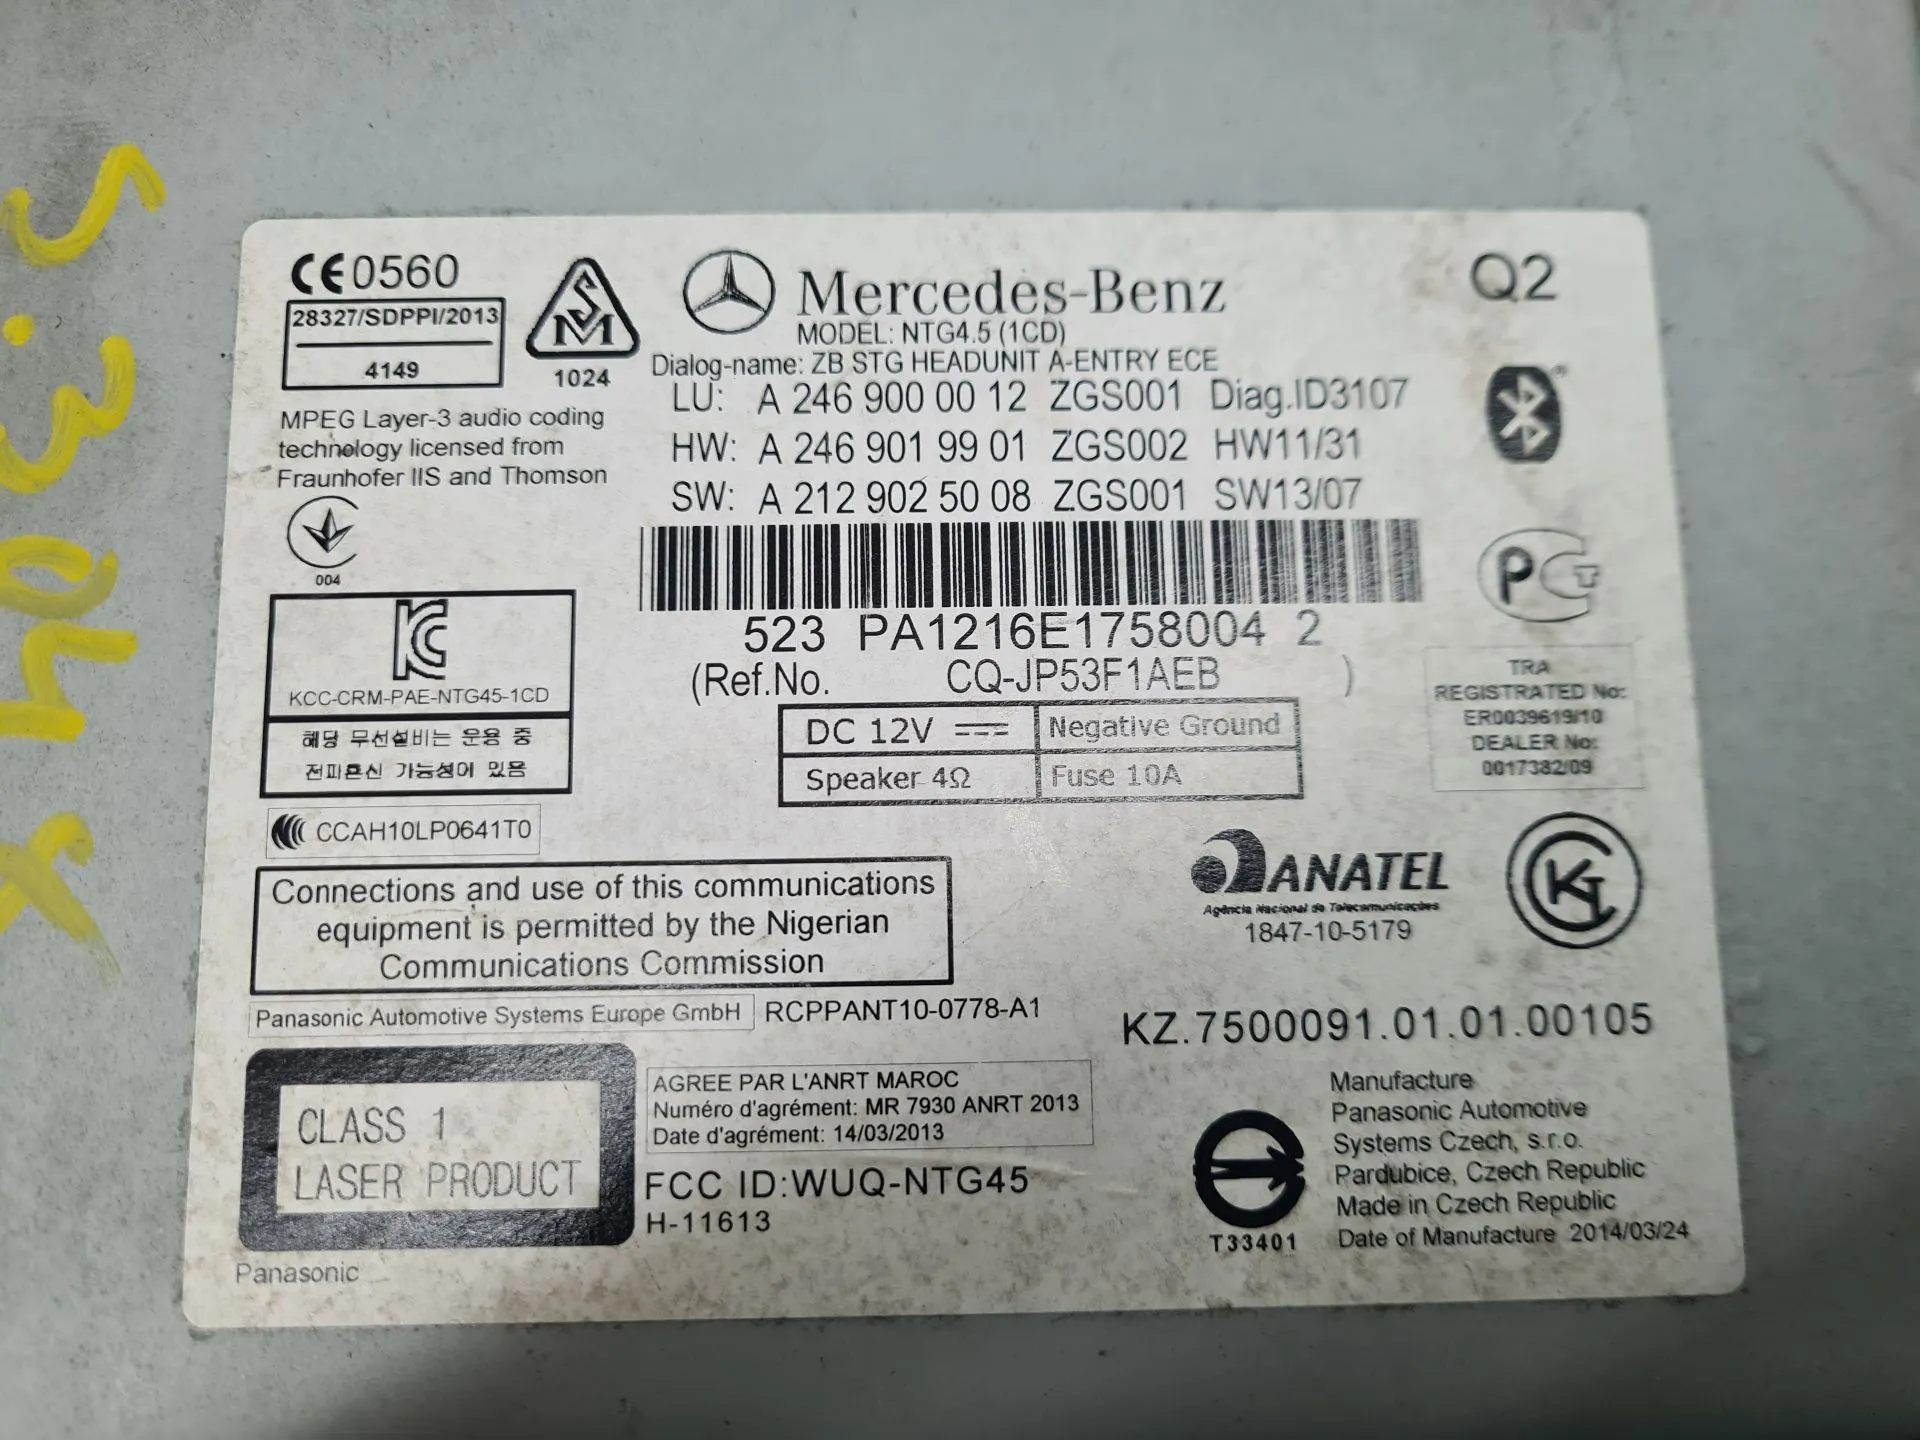 CE0560
28327/SDPPI/2013
4149
SM
1024
Mercedes-Benz
MODEL: NTG4.5 (1CD)
Dialog-name: ZB STG HEADUNIT A-ENTRY ECE
Q2
LU: A 246 900 00 12 ZGS001 Diag.ID3107
HW: A 246 901 99 01 ZGS002 HW11/31
SW: A 212 902 50 08 ZGS001 SW13/07
MPEG Layer-3 audio coding
technology licensed from
Fraunhofer IIS and Thomson
004
523 PA1216E1758004 2
(Ref.No. CQ-JP53F1AEB )
DC 12V Negative Ground
Speaker 4Ω Fuse 10A
KCC-CRM-PAE-NTG45-1CD
해당 무선설비는 운용 중
전파혼신 가능성이 있음
CCAH10LP0641T0
PCT
TRA
REGISTRATED No:
ER0039619/10
DEALER No:
0017382/09
Connections and use of this communications
equipment is permitted by the Nigerian
Communications Commission
ANATEL
Agência Nacional de Telecomunicações
1847-10-5179
Panasonic Automotive Systems Europe GmbH RCPPANT10-0778-A1
KZ.7500091.01.01.00105
CLASS 1
LASER PRODUCT
AGREE PAR L'ANRT MAROC
Numéro d'agrément: MR 7930 ANRT 2013
Date d'agrément: 14/03/2013
FCC ID:WUQ-NTG45
H-11613
T33401
Manufacture
Panasonic Automotive
Systems Czech, s.r.o.
Pardubice, Czech Republic
Made in Czech Republic
Date of Manufacture 2014/03/24
Panasonic